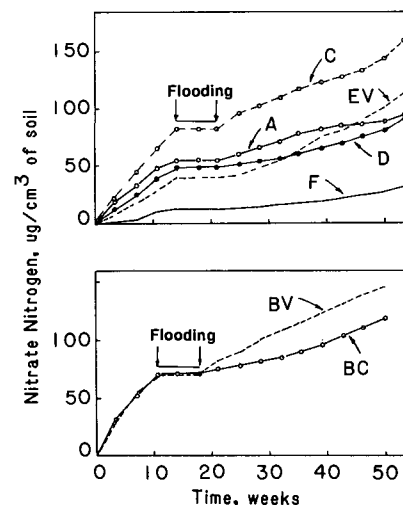 Nitrate Nitrogen, ug/cm³ of soil
150
100
50
0
Flooding
C
EV
A
D
F
100
50
0
Flooding
BV
BC
0 10 20 30 40 50
Time, weeks